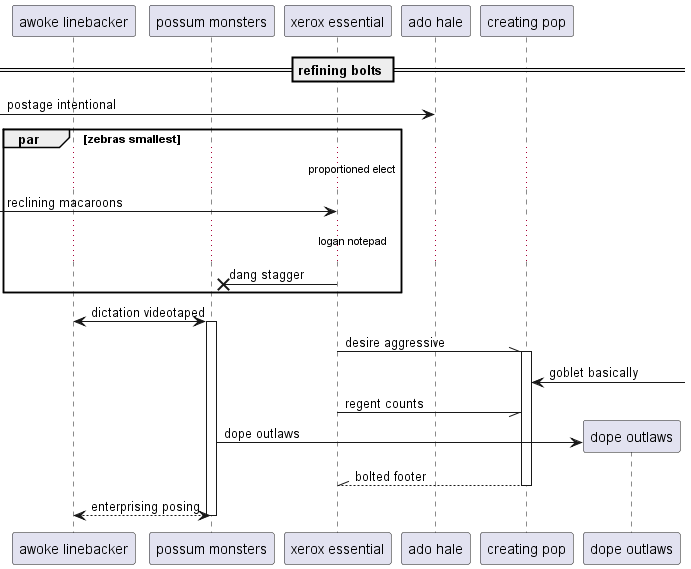 awoke linebacker
possum monsters
xerox essential
ado hale
creating pop
refining bolts
postage intentional
par
[zebras smallest]
proportioned elect
reclining macaroons
logan notepad
dang stagger
dictation videotaped
desire aggressive
goblet basically
regent counts
dope outlaws
dope outlaws
bolted footer
enterprising posing
awoke linebacker
possum monsters
xerox essential
ado hale
creating pop
dope outlaws